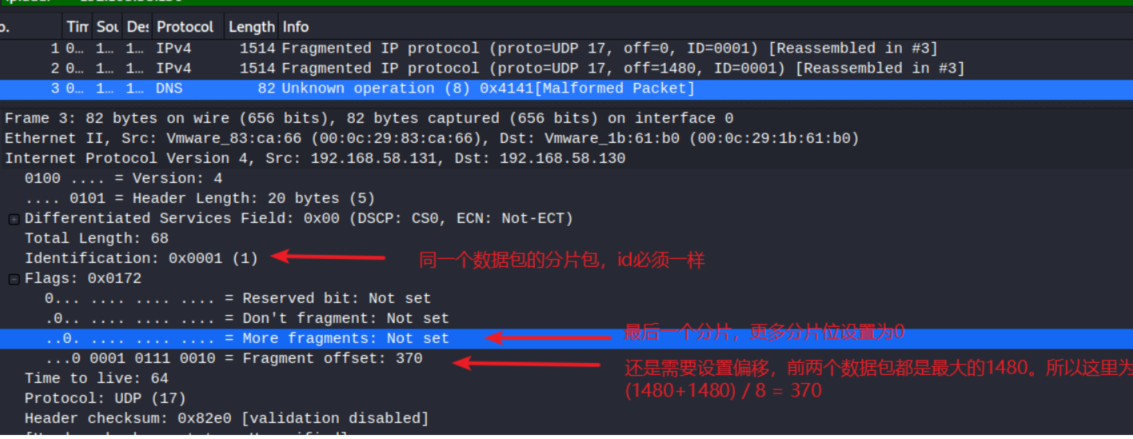 o. Tim Sou Des Protocol Length Info
1 0… 1… 1… IPv4 1514 Fragmented IP protocol (proto=UDP 17, off=0, ID=0001) [Reassembled in #3]
2 0… 1… 1… IPv4 1514 Fragmented IP protocol (proto=UDP 17, off=1480, ID=0001) [Reassembled in #3]
3 0… 1… 1… DNS 82 Unknown operation (8) 0x4141[Malformed Packet]
Frame 3: 82 bytes on wire (656 bits), 82 bytes captured (656 bits) on interface 0
Ethernet II, Src: Vmware_83:ca:66 (00:0c:29:83:ca:66), Dst: Vmware_1b:61:b0 (00:0c:29:1b:61:b0)
Internet Protocol Version 4, Src: 192.168.58.131, Dst: 192.168.58.130
0100 .... = Version: 4
.... 0101 = Header Length: 20 bytes (5)
Differentiated Services Field: 0x00 (DSCP: CS0, ECN: Not-ECT)
Total Length: 68
Identification: 0x0001 (1)
同一个数据包的分片包，id必须一样
Flags: 0x0172
0... .... .... .... = Reserved bit: Not set
.0.. .... .... .... = Don't fragment: Not set
..0. .... .... .... = More fragments: Not set
最后一个分片，更多分片位设置为0
...0 0001 0111 0010 = Fragment offset: 370
还是需要设置偏移，前两个数据包都是最大的1480。所以这里为
(1480+1480) / 8 = 370
Time to live: 64
Protocol: UDP (17)
Header checksum: 0x82e0 [validation disabled]